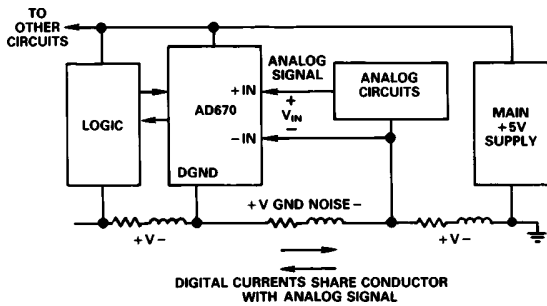 TO
OTHER
CIRCUITS
LOGIC
AD670
+ IN
– IN
DGND
ANALOG
SIGNAL
+
V_IN
–
ANALOG
CIRCUITS
MAIN
+5V
SUPPLY
+V–
+V GND NOISE–
+V–
DIGITAL CURRENTS SHARE CONDUCTOR
WITH ANALOG SIGNAL